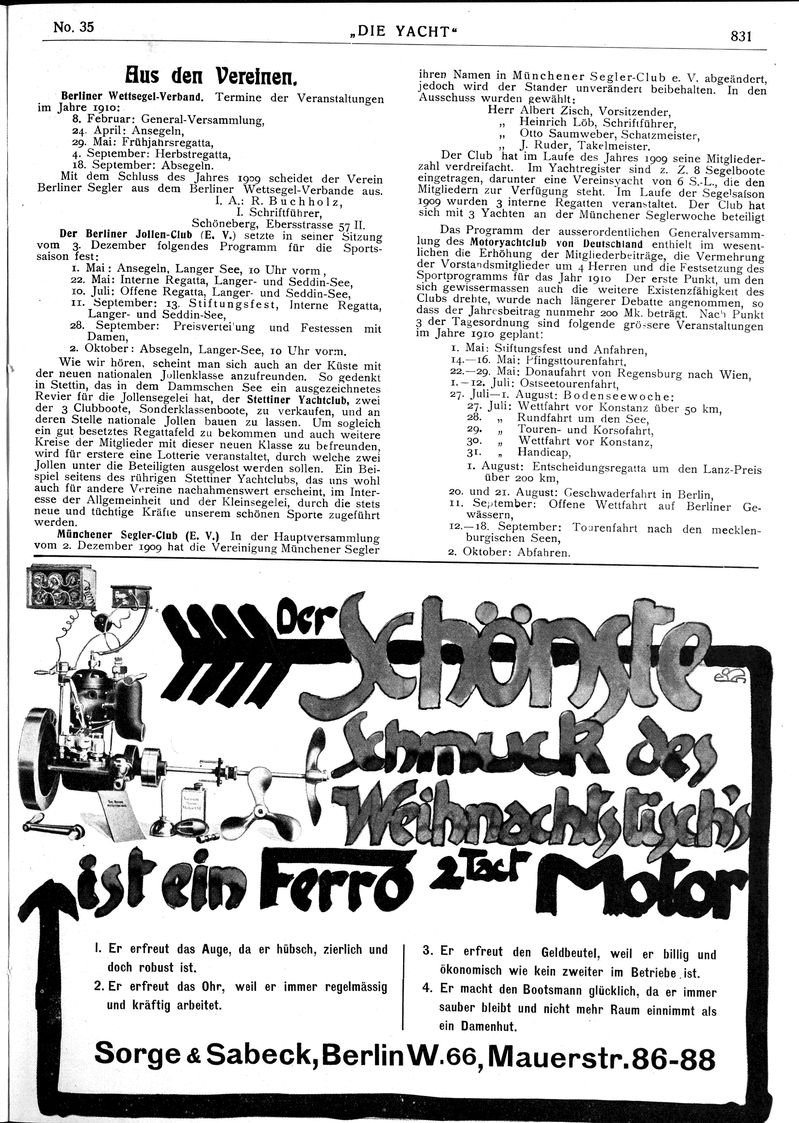 No. 35
„DIE YACHT“
831
Aus den Vereinen.
Berliner Wettsegel-Verband. Termine der Veranstaltungen
im Jahre 1910:
8. Februar: General-Versammlung,
24. April: Ansegeln,
29. Mai: Frühjahrsregatta,
4. September: Herbstregatta,
18. September: Absegeln.
Mit dem Schluss des Jahres 1909 scheidet der Verein
Berliner Segler aus dem Berliner Wettsegel-Verbande aus.
I. A.: R. Buchholz,
I. Schriftführer,
Schöneberg, Ebersstrasse 57 II.
Der Berliner Jollen-Club (E. V.) setzte in seiner Sitzung
vom 3. Dezember folgendes Programm für die Sports-
saison fest:
1. Mai: Ansegeln, Langer See, 10 Uhr vorm,
22. Mai: Interne Regatta, Langer- und Seddin-See,
10. Juli: Offene Regatta, Langer- und Seddin-See,
11. September: 13. Stiftungsfest, Interne Regatta,
Langer- und Seddin-See,
28. September: Preisverteilung und Festessen mit
Damen,
2. Oktober: Absegeln, Langer-See, 10 Uhr vorm.
Wie wir hören, scheint man sich auch an der Küste mit
der neuen nationalen Jollenklasse anzufreunden. So gedenkt
in Stettin, das in dem Dammschen See ein ausgezeichnetes
Revier für die Jollensegelei hat, der Stettiner Yachtclub, zwei
der 3 Clubboote, Sonderklassenboote, zu verkaufen, und an
deren Stelle nationale Jollen bauen zu lassen. Um sogleich
ein gut besetztes Regattafeld zu bekommen und auch weitere
Kreise der Mitglieder mit dieser neuen Klasse zu befreunden,
wird für erstere eine Lotterie veranstaltet, durch welche zwei
Jollen unter die Beteiligten ausgelost werden sollen. Ein Bei-
spiel seitens des rührigen Stettiner Yachtclubs, das uns wohl
auch für andere Vereine nachahmenswert erscheint, im Inter-
esse der Allgemeinheit und der Kleinsegelei, durch die stets
neue und tüchtige Kräfte unserem schönen Sporte zugeführt
werden.
Münchener Segler-Club (E. V.) In der Hauptversammlung
vom 2. Dezember 1909 hat die Vereinigung Münchener Segler
ihren Namen in Münchener Segler-Club e. V. abgeändert,
jedoch wird der Stander unverändert beibehalten. In den
Ausschuss wurden gewählt:
Herr Albert Zisch, Vorsitzender,
„ Heinrich Löb, Schriftführer,
„ Otto Saumweber, Schatzmeister,
„ J. Ruder, Takelmeister.
Der Club hat im Laufe des Jahres 1909 seine Mitglieder-
zahl verdreifacht. Im Yachtregister sind z. Z. 8 Segelboote
eingetragen, darunter eine Vereinsyacht von 6 S.-L., die den
Mitgliedern zur Verfügung steht. Im Laufe der Segelsaison
1909 wurden 3 interne Regatten veranstaltet. Der Club hat
sich mit 3 Yachten an der Münchener Seglerwoche beteiligt
Das Programm der ausserordentlichen Generalversamm-
lung des Motoryachtclub von Deutschland enthielt im wesent-
lichen die Erhöhung der Mitgliederbeiträge, die Vermehrung
der Vorstandsmitglieder um 4 Herren und die Festsetzung des
Sportprogramms für das Jahr 1910 Der erste Punkt, um den
sich gewissermassen auch die weitere Existenzfähigkeit des
Clubs drehte, wurde nach längerer Debatte angenommen, so
dass der Jahresbeitrag nunmehr 200 Mk. beträgt. Nach Punkt
3 der Tagesordnung sind folgende grössere Veranstaltungen
im Jahre 1910 geplant:
1. Mai: Stiftungsfest und Anfahren,
14.—16. Mai: Pfingsttourenfahrt,
22.—29. Mai: Donaufahrt von Regensburg nach Wien,
1.—12. Juli: Ostseetourenfahrt,
27. Juli—1. August: Bodenseewoche:
27. Juli: Wettfahrt vor Konstanz über 50 km,
28. „ Rundfahrt um den See,
29. „ Touren- und Korsofahrt,
30. „ Wettfahrt vor Konstanz,
31. „ Handicap,
1. August: Entscheidungsregatta um den Lanz-Preis
über 200 km,
20. und 21. August: Geschwaderfahrt in Berlin,
11. September: Offene Wettfahrt auf Berliner Ge-
wässern,
12.—18. September: Tourenfahrt nach den mecklen-
burgischen Seen,
2. Oktober: Abfahren.
Der Schönste
Schmuck des
Weihnachtstisch's
ist ein Ferro 2Tact Motor
1. Er erfreut das Auge, da er hübsch, zierlich und
doch robust ist.
2. Er erfreut das Ohr, weil er immer regelmässig
und kräftig arbeitet.
3. Er erfreut den Geldbeutel, weil er billig und
ökonomisch wie kein zweiter im Betriebe ist.
4. Er macht den Bootsmann glücklich, da er immer
sauber bleibt und nicht mehr Raum einnimmt als
ein Damenhut.
Sorge & Sabeck, Berlin W. 66, Mauerstr. 86-88